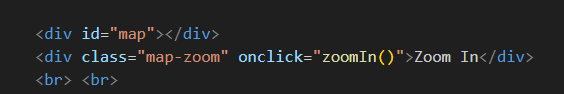 <div id="map"></div>
<div class="map-zoom" onclick="zoomIn()">Zoom In</div>
<br> <br>